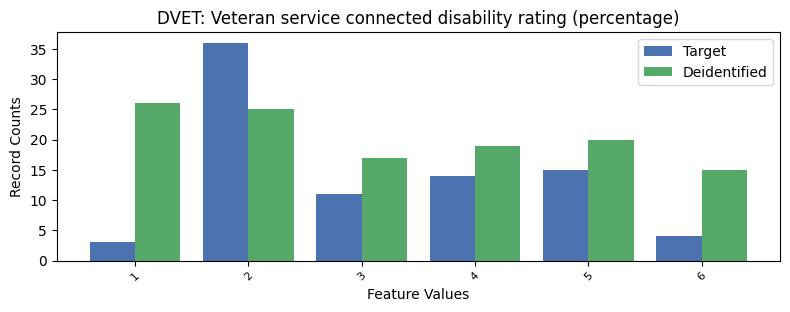 DVET: Veteran service connected disability rating (percentage)
Target
Deidentified
Record Counts
35
30
25
20
15
10
5
0
1 2 3 4 5 6
Feature Values